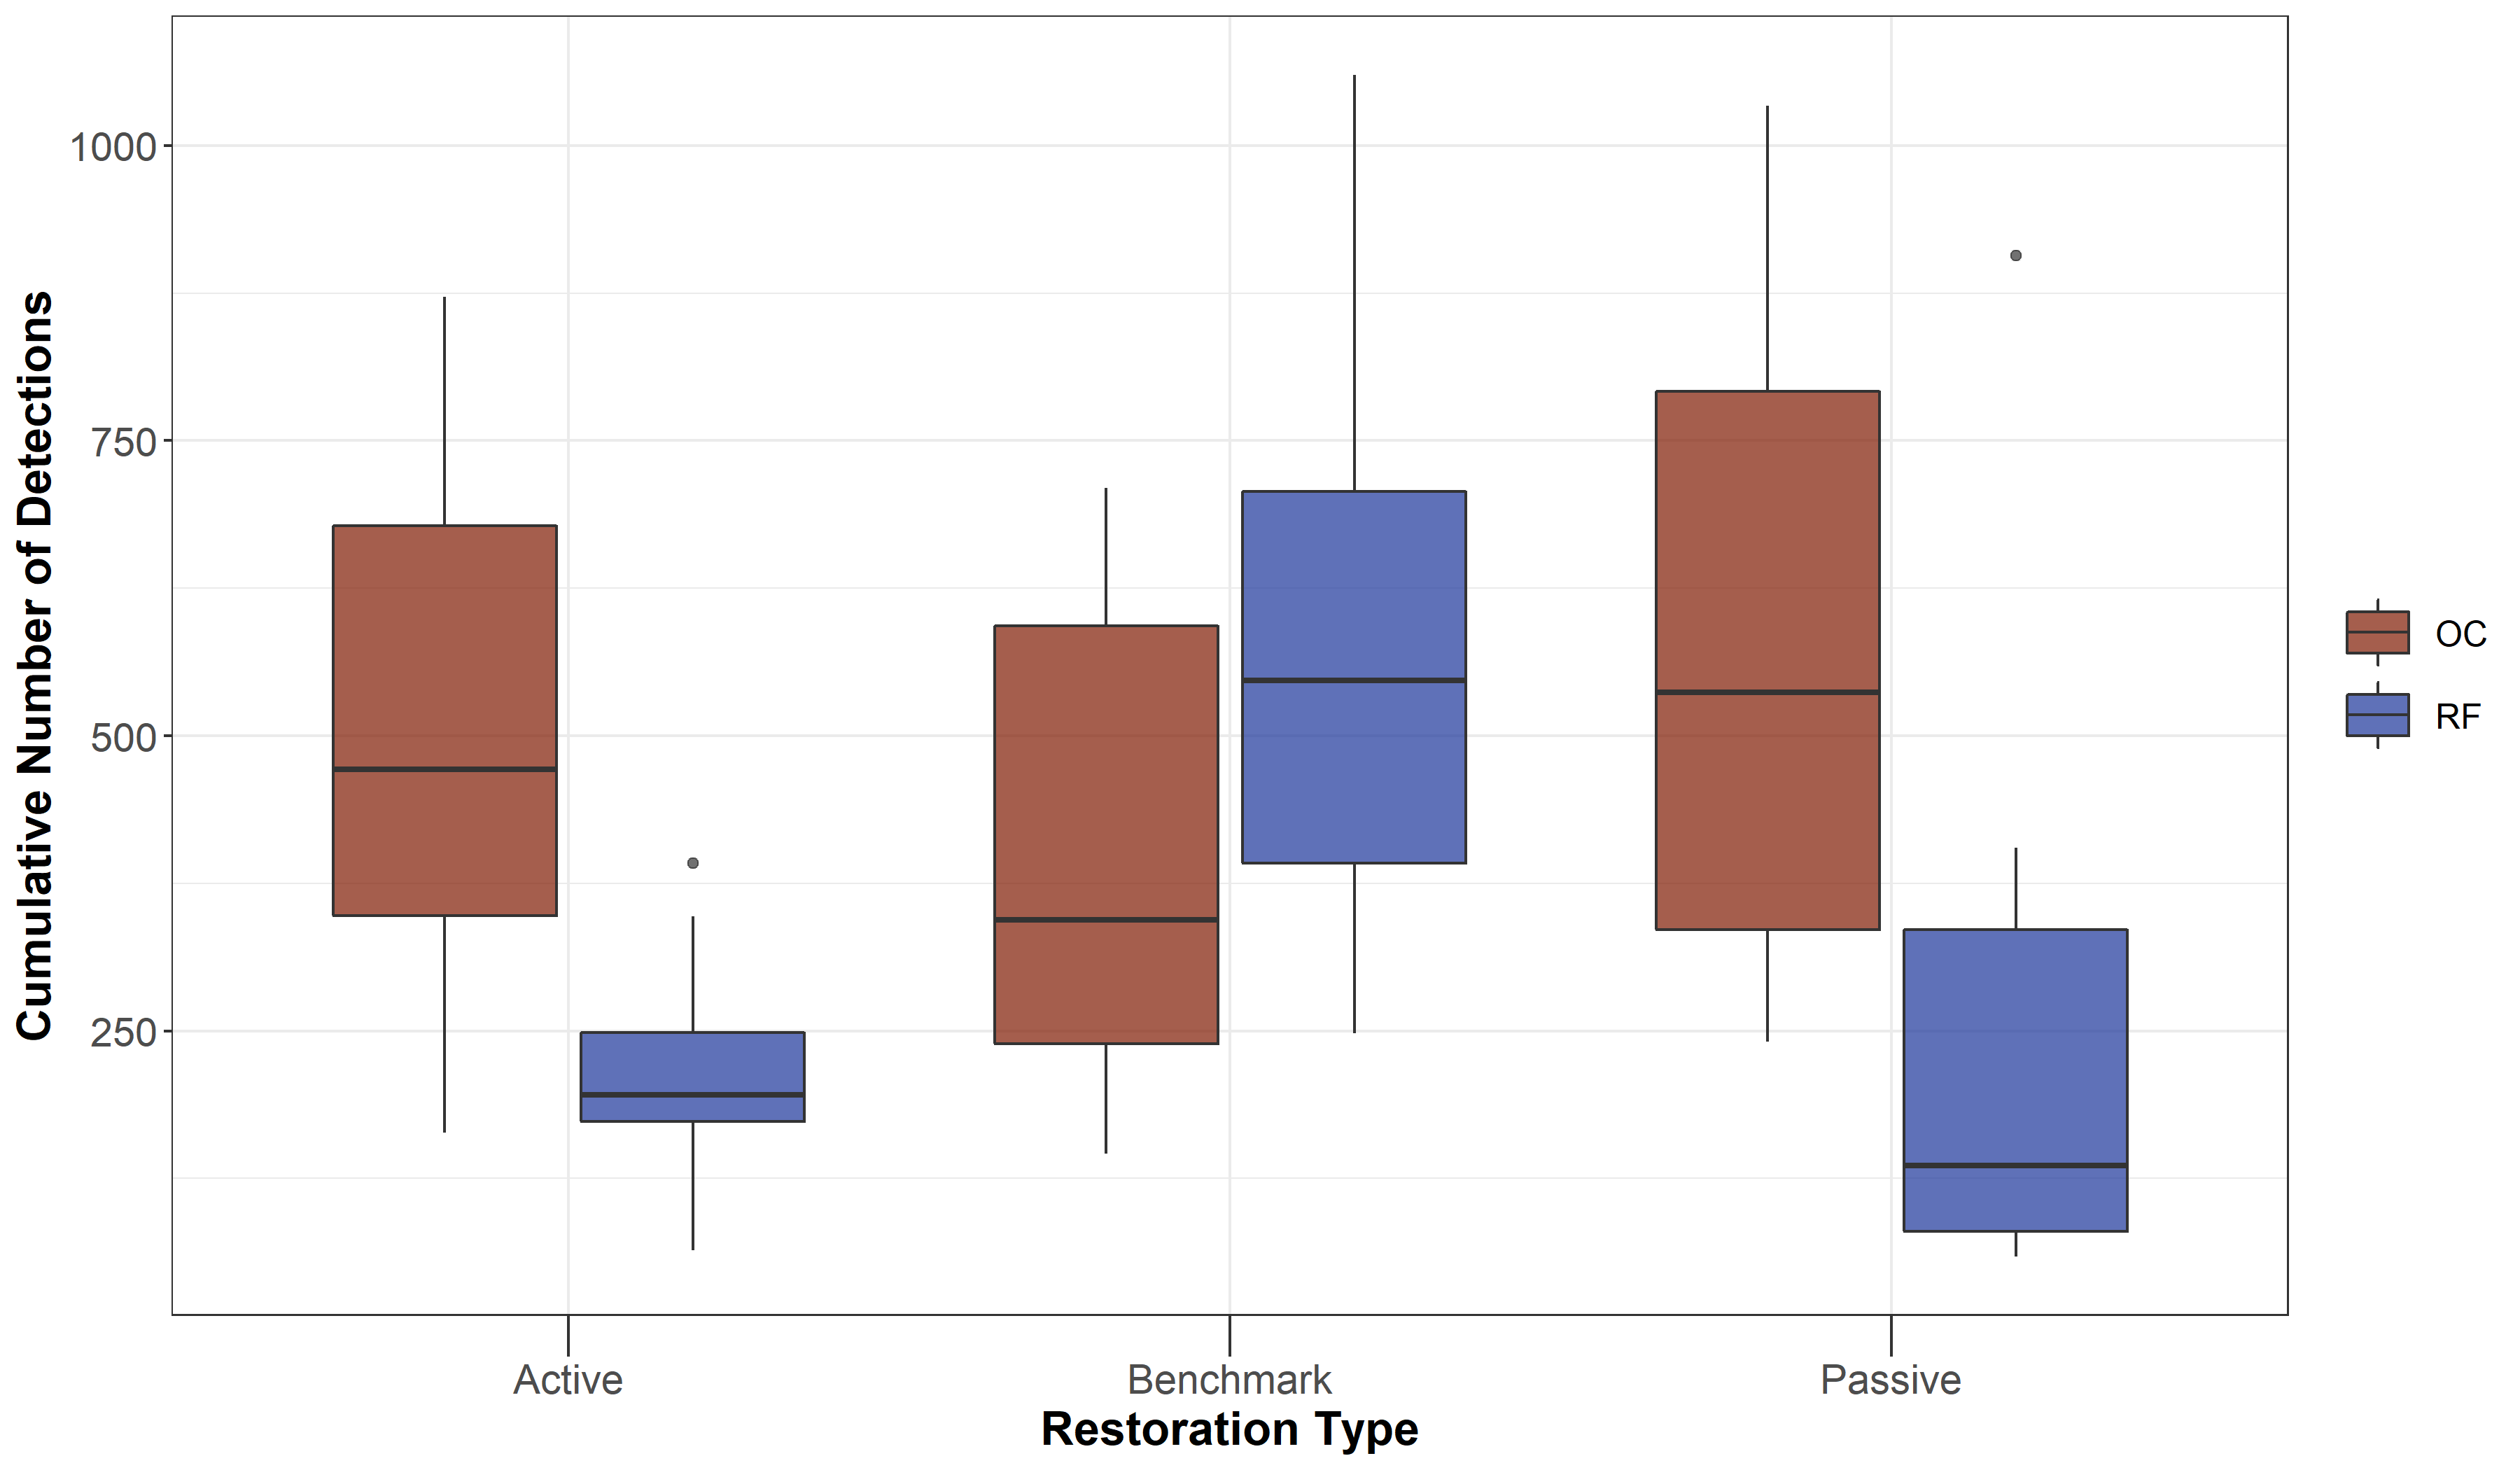 Cumulative Number of Detections
1000
750
500
250
Active Benchmark Passive
Restoration Type
OC
RF